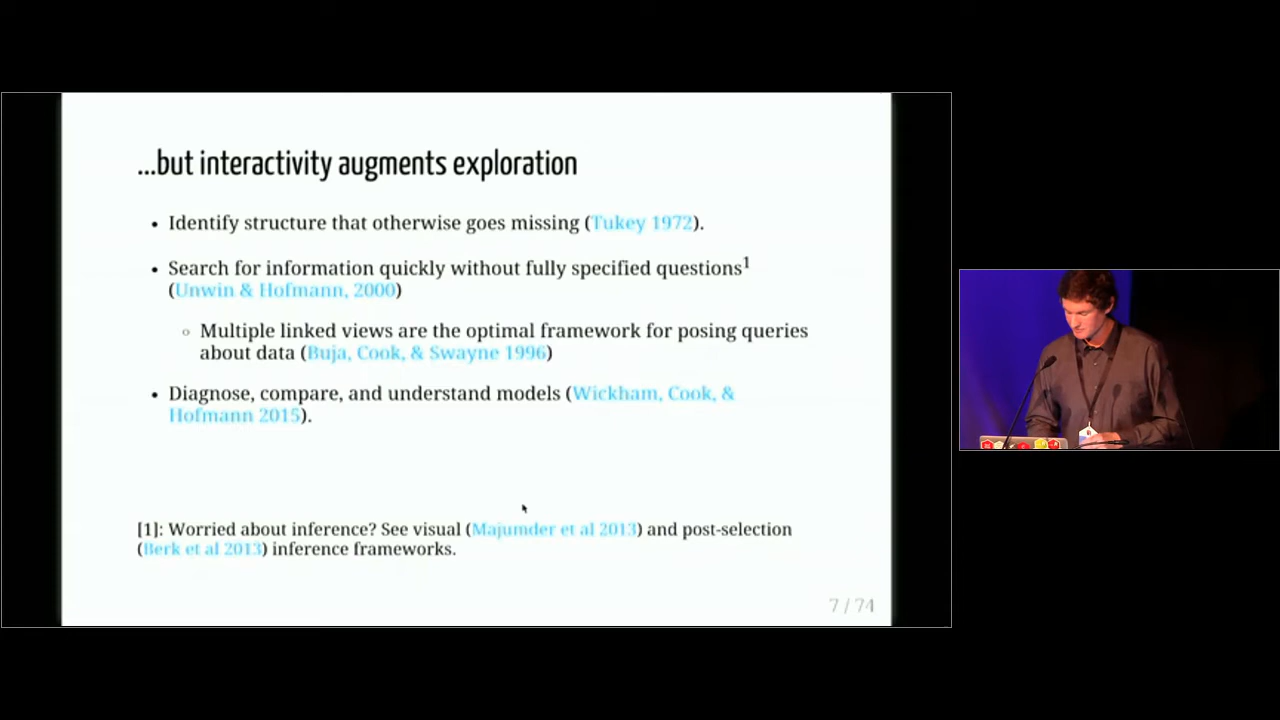 ...but interactivity augments exploration
• Identify structure that otherwise goes missing (Tukey 1972).
• Search for information quickly without fully specified questions1
(Unwin & Hofmann, 2000)
◦ Multiple linked views are the optimal framework for posing queries
about data (Buja, Cook, & Swayne 1996)
• Diagnose, compare, and understand models (Wickham, Cook, &
Hofmann 2015).
[1]: Worried about inference? See visual (Majumder et al 2013) and post-selection
(Berk et al 2013) inference frameworks.
7 / 74